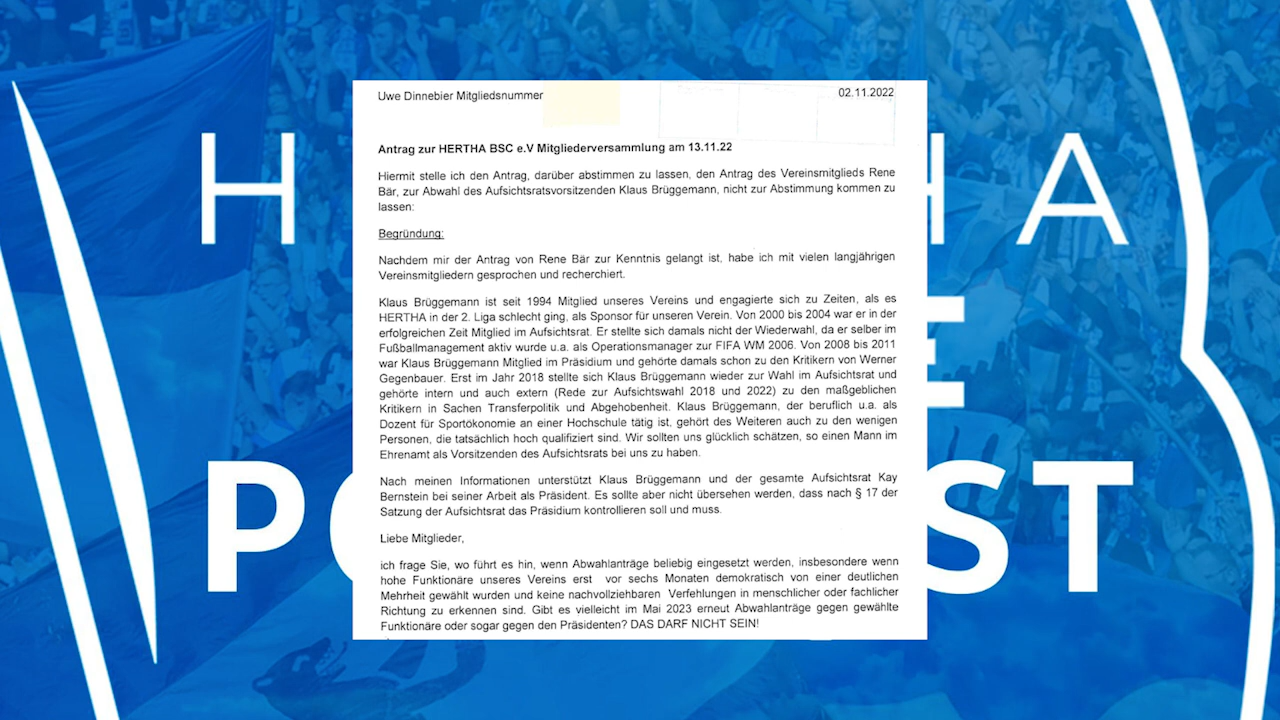 Uwe Dinnebier Mitgliedsnummer
02.11.2022
Antrag zur HERTHA BSC e.V Mitgliederversammlung am 13.11.22
Hiermit stelle ich den Antrag, darüber abstimmen zu lassen, den Antrag des Vereinsmitglieds Rene
Bär, zur Abwahl des Aufsichtsratsvorsitzenden Klaus Brüggemann, nicht zur Abstimmung kommen zu
lassen:
Begründung:
Nachdem mir der Antrag von Rene Bär zur Kenntnis gelangt ist, habe ich mit vielen langjährigen
Vereinsmitgliedern gesprochen und recherchiert.
Klaus Brüggemann ist seit 1994 Mitglied unseres Vereins und engagierte sich zu Zeiten, als es
HERTHA in der 2. Liga schlecht ging, als Sponsor für unseren Verein. Von 2000 bis 2004 war er in der
erfolgreichen Zeit Mitglied im Aufsichtsrat. Er stellte sich damals nicht der Wiederwahl, da er selber im
Fußballmanagement aktiv wurde u.a. als Operationsmanager zur FIFA WM 2006. Von 2008 bis 2011
war Klaus Brüggemann Mitglied im Präsidium und gehörte damals schon zu den Kritikern von Werner
Gegenbauer. Erst im Jahr 2018 stellte sich Klaus Brüggemann wieder zur Wahl im Aufsichtsrat und
gehörte intern und auch extern (Rede zur Aufsichtswahl 2018 und 2022) zu den maßgeblichen
Kritikern in Sachen Transferpolitik und Abgehobenheit. Klaus Brüggemann, der beruflich u.a. als
Dozent für Sportökonomie an einer Hochschule tätig ist, gehört des Weiteren auch zu den wenigen
Personen, die tatsächlich hoch qualifiziert sind. Wir sollten uns glücklich schätzen, so einen Mann im
Ehrenamt als Vorsitzenden des Aufsichtsrats bei uns zu haben.
Nach meinen Informationen unterstützt Klaus Brüggemann und der gesamte Aufsichtsrat Kay
Bernstein bei seiner Arbeit als Präsident. Es sollte aber nicht übersehen werden, dass nach § 17 der
Satzung der Aufsichtsrat das Präsidium kontrollieren soll und muss.
Liebe Mitglieder,
ich frage Sie, wo führt es hin, wenn Abwahlanträge beliebig eingesetzt werden, insbesondere wenn
hohe Funktionäre unseres Vereins erst vor sechs Monaten demokratisch von einer deutlichen
Mehrheit gewählt wurden und keine nachvollziehbaren Verfehlungen in menschlicher oder fachlicher
Richtung zu erkennen sind. Gibt es vielleicht im Mai 2023 erneut Abwahlanträge gegen gewählte
Funktionäre oder sogar gegen den Präsidenten? DAS DARF NICHT SEIN!